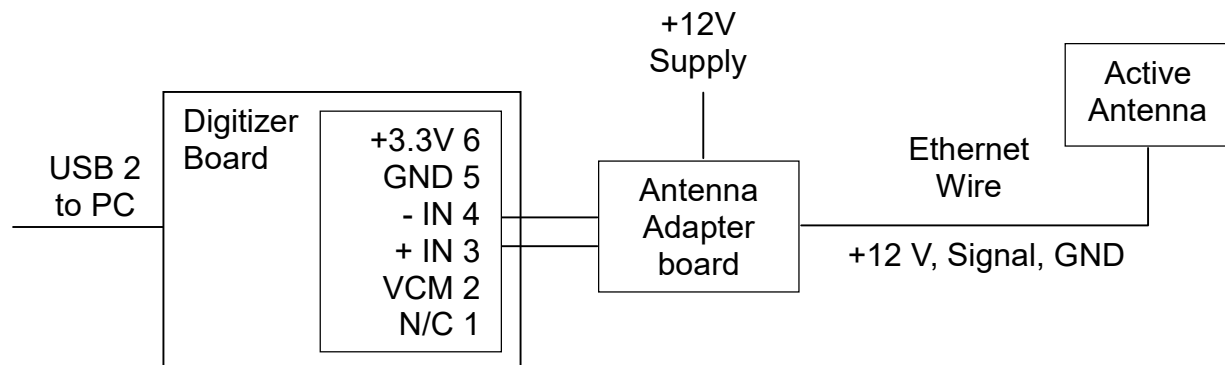 +12V
Supply
Active
Antenna
Digitizer
Board
+3.3V 6
GND 5
- IN 4
+ IN 3
VCM 2
N/C 1
USB 2
to PC
Antenna
Adapter
board
Ethernet
Wire
+12 V, Signal, GND